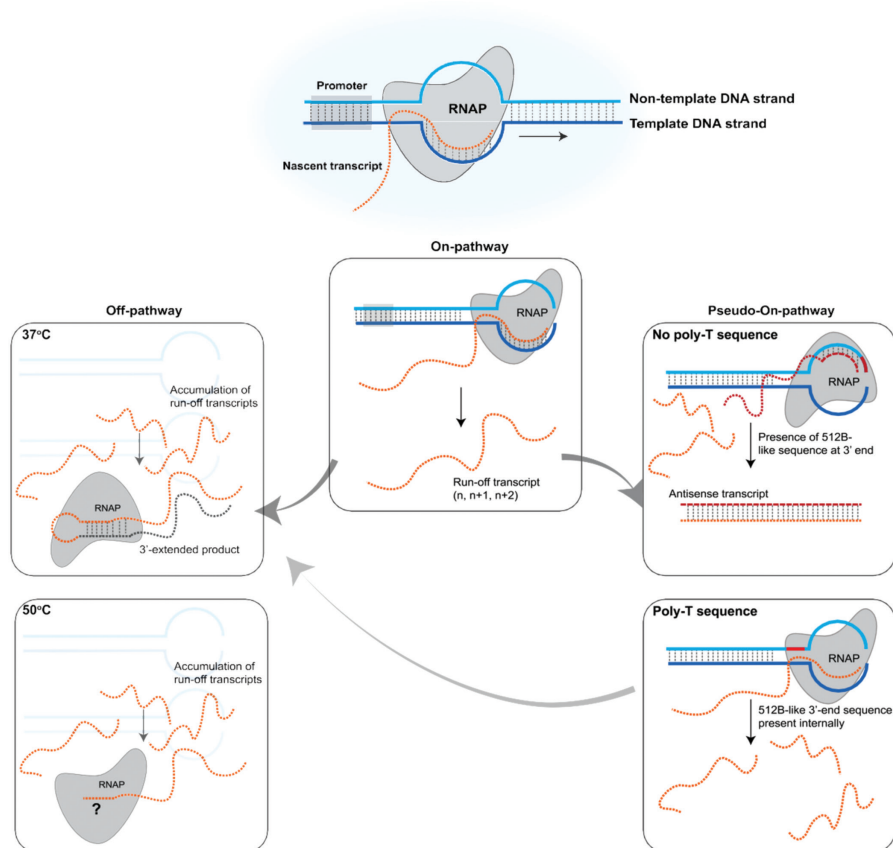 Promoter
RNAP
Non-template DNA strand
Template DNA strand
Nascent transcript
On-pathway
Off-pathway
Pseudo-On-pathway
37°C
Accumulation of
run-off transcripts
RNAP
3'-extended product
RNAP
Run-off transcript
(n, n+1, n+2)
No poly-T sequence
RNAP
Presence of 512B-
like sequence at 3' end
Antisense transcript
50°C
Accumulation of
run-off transcripts
RNAP
?
Poly-T sequence
RNAP
512B-like 3'-end sequence
present internally